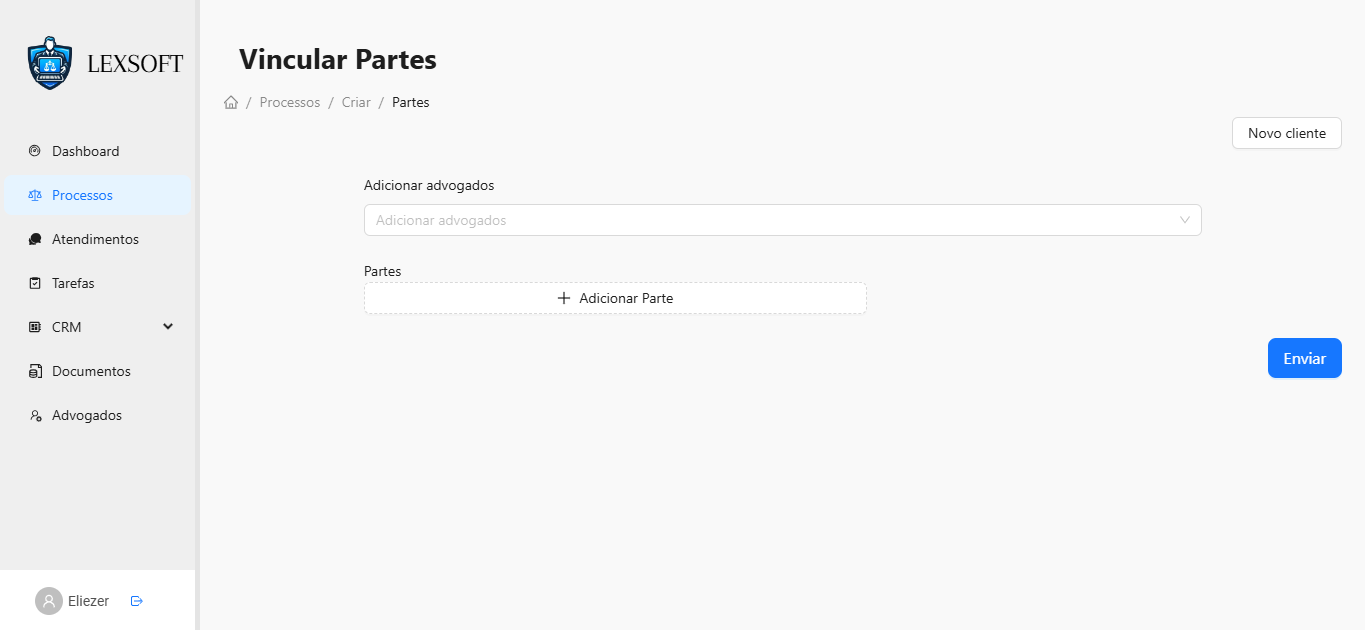 LEXSOFT
Dashboard
Processos
Atendimentos
Tarefas
CRM
Documentos
Advogados
Eliezer
Vincular Partes
/ Processos / Criar / Partes
Novo cliente
Adicionar advogados
Adicionar advogados
Partes
Adicionar Parte
Enviar